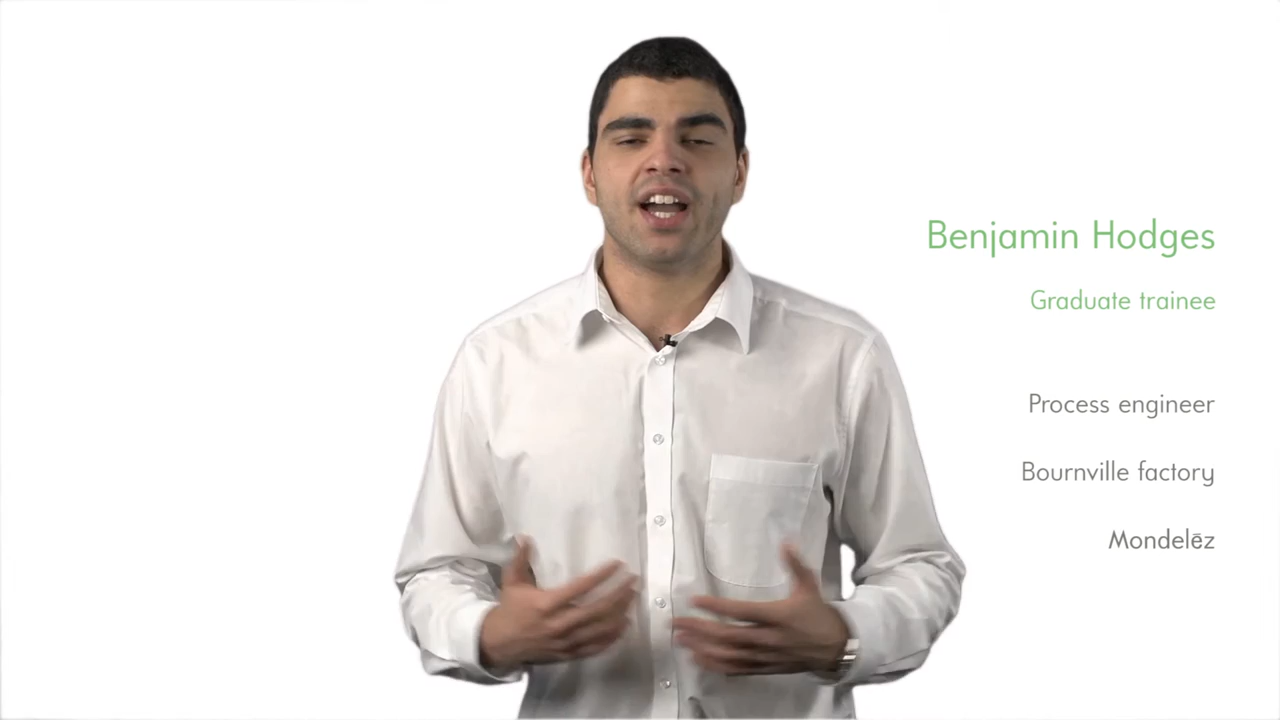 Benjamin Hodges
Graduate trainee
Process engineer
Bournville factory
Mondelēz